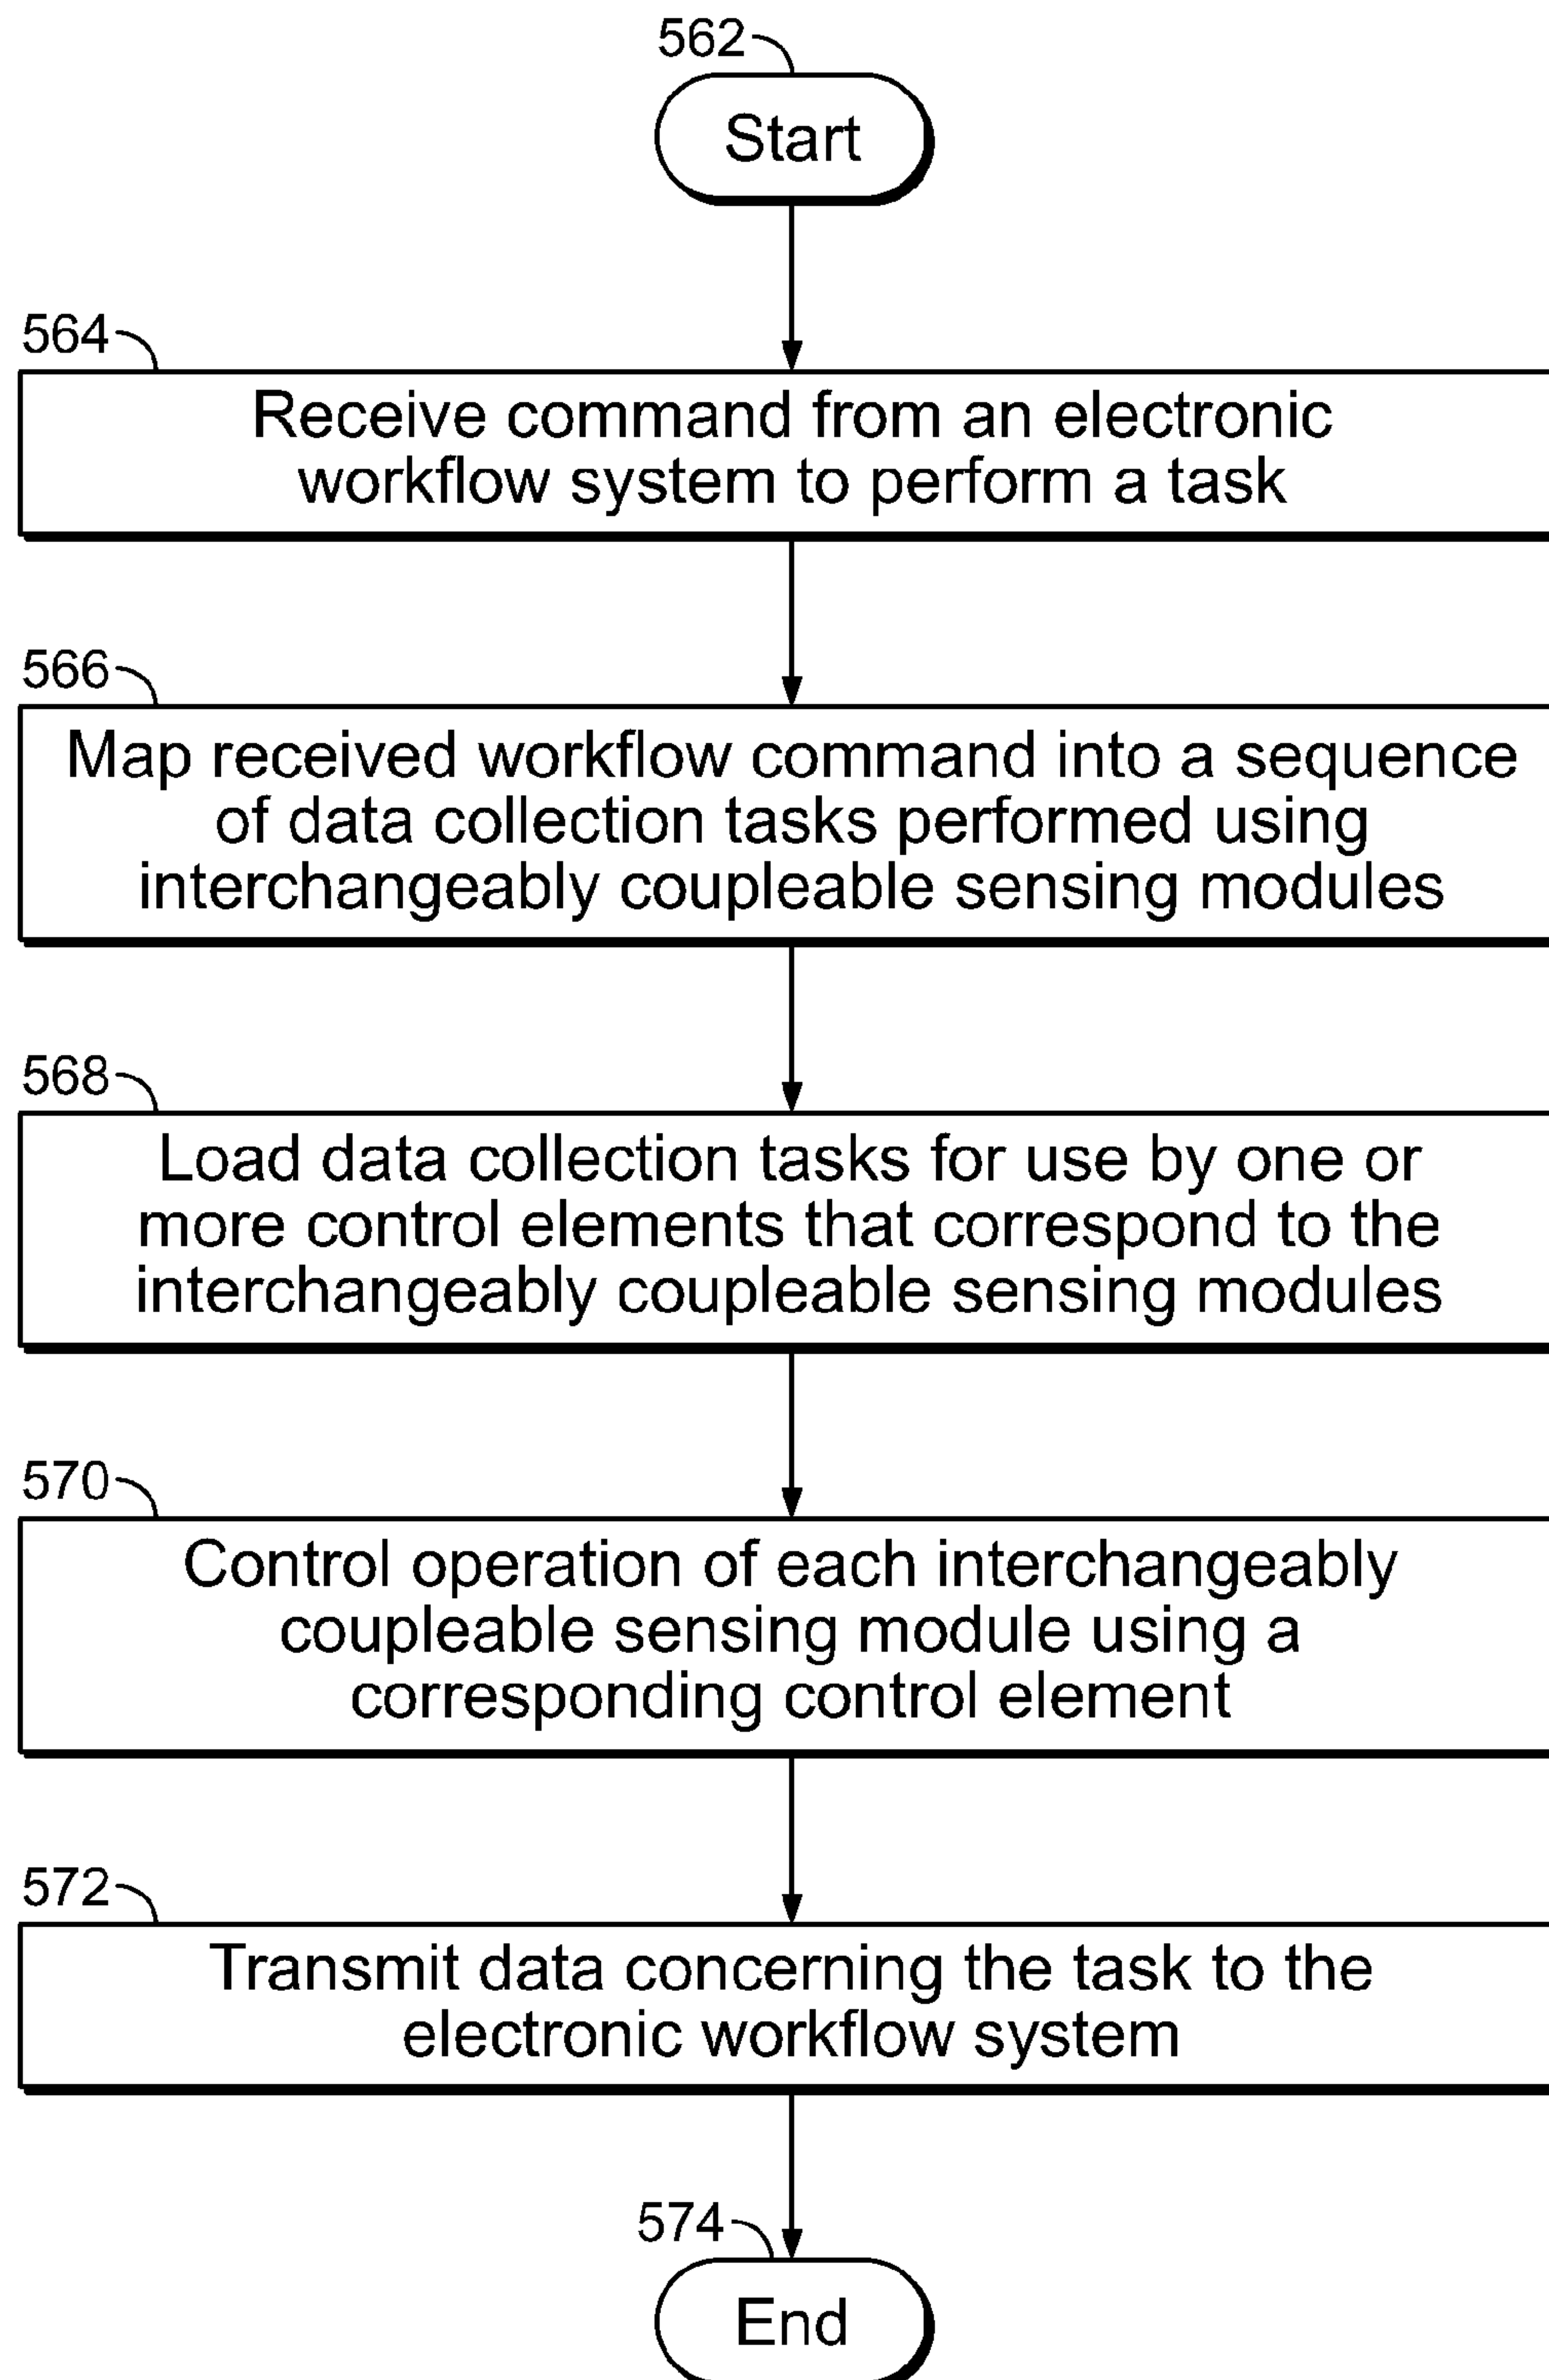 562
Start
564
Receive command from an electronic
workflow system to perform a task
566
Map received workflow command into a sequence
of data collection tasks performed using
interchangeably coupleable sensing modules
568
Load data collection tasks for use by one or
more control elements that correspond to the
interchangeably coupleable sensing modules
570
Control operation of each interchangeably
coupleable sensing module using a
corresponding control element
572
Transmit data concerning the task to the
electronic workflow system
574
End